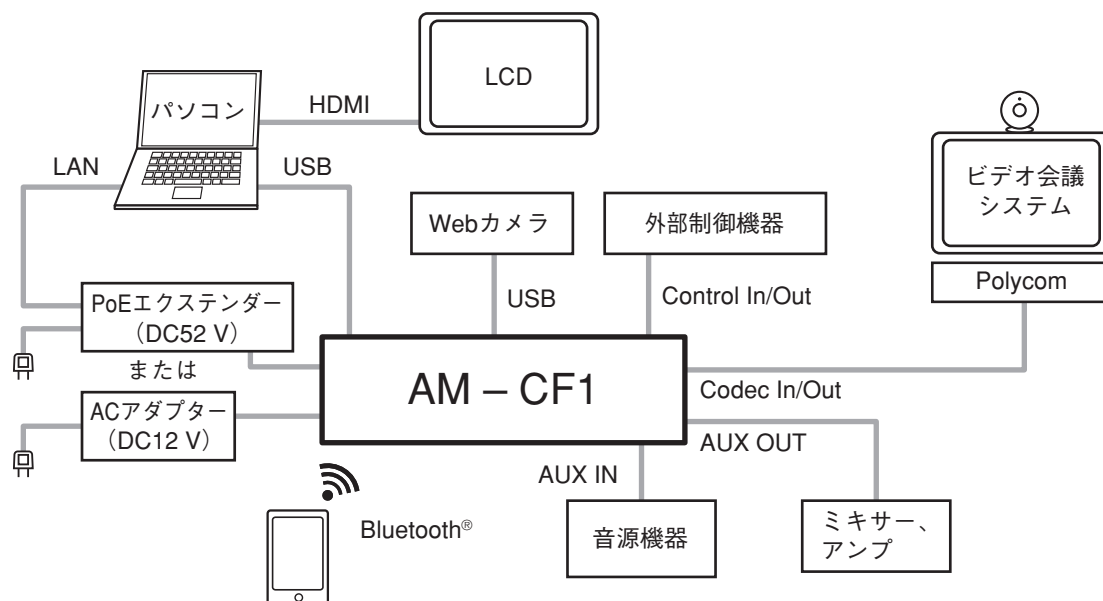 LCD
パソコン
HDMI
LAN
USB
ビデオ会議
システム
Webカメラ
外部制御機器
Polycom
PoEエクステンダー
（DC52 V）
USB
Control In/Out
または
AM – CF1
Codec In/Out
ACアダプター
（DC12 V）
AUX OUT
AUX IN
Bluetooth®
音源機器
ミキサー、
アンプ